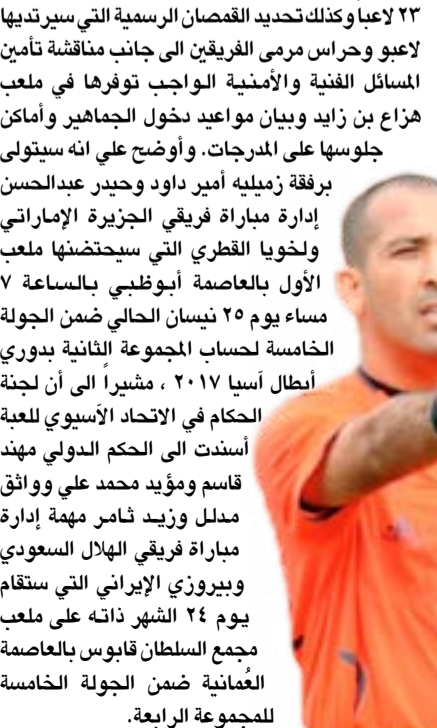 ٢٣ لاعباً وكذلك تحديد القمصان الرسمية التي سيرتديها
لاعبو وحراس مرمى الفريقين الى جانب مناقشة تأمين
المسائل الفنية والأمنية الواجب توفرها في ملعب
هزاع بن زايد وبيان مواعيد دخول الجماهير وأماكن
جلوسها على المدرجات. وأوضح علي انه سيتولى
برفقة زميليه أمير داود وحيدر عبدالحسن
إدارة مباراة فريقي الجزيرة الإماراتي
ولخويا القطري التي سيحتضنها ملعب
الأول بالعاصمة أبوظبي بالساعة ٧
مساء يوم ٢٥ نيسان الحالي ضمن الجولة
الخامسة لحساب المجموعة الثانية بدوري
أبطال آسيا ٢٠١٧ ، مشيراً الى أن لجنة
الحكام في الاتحاد الآسيوي للعبة
أسندت الى الحكم الدولي مهند
قاسم ومؤيد محمد علي وواثق
مدلل وزيد ثامر مهمة إدارة
مباراة فريقي الهلال السعودي
وبيروزي الإيراني التي ستقام
يوم ٢٤ الشهر ذاته على ملعب
مجمع السلطان قابوس بالعاصمة
العُمانية ضمن الجولة الخامسة
للمجموعة الرابعة.